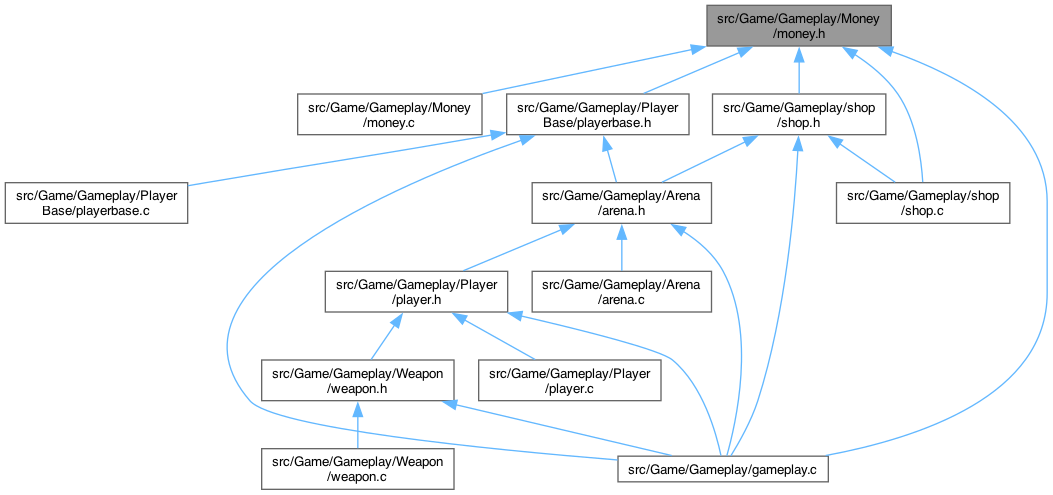 src/Game/Gameplay/Money
/money.h
src/Game/Gameplay/Money
/money.c
src/Game/Gameplay/Player
Base/playerbase.h
src/Game/Gameplay/shop
/shop.h
src/Game/Gameplay/Player
Base/playerbase.c
src/Game/Gameplay/Arena
/arena.h
src/Game/Gameplay/shop
/shop.c
src/Game/Gameplay/Player
/player.h
src/Game/Gameplay/Arena
/arena.c
src/Game/Gameplay/Weapon
/weapon.h
src/Game/Gameplay/Player
/player.c
src/Game/Gameplay/Weapon
/weapon.c
src/Game/Gameplay/gameplay.c